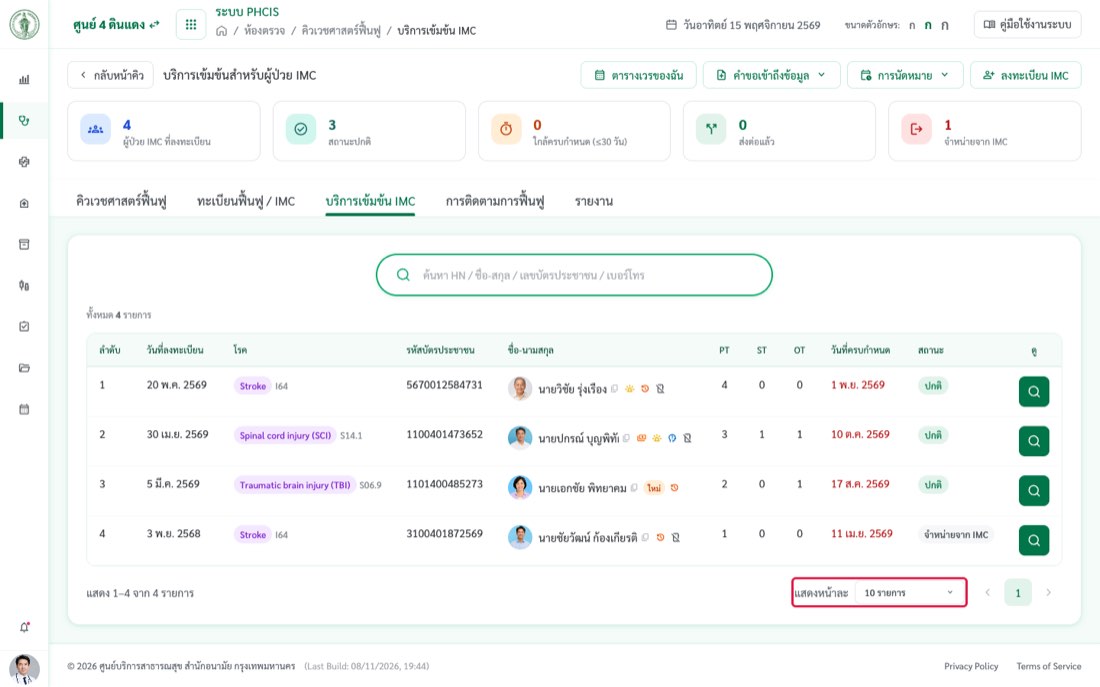 ศูนย์ 4 ดินแดง
ระบบ PHCIS
/ ห้องตรวจ / คิวเวชศาสตร์ฟื้นฟู / บริการเข้มข้น IMC
วันอาทิตย์ 15 พฤศจิกายน 2569
ขนาดตัวอักษร: ก ก ก
คู่มือใช้งานระบบ
กลับหน้าคิว
บริการเข้มข้นสำหรับผู้ป่วย IMC
ตารางเวรของฉัน
คำขอเข้าถึงข้อมูล
การนัดหมาย
ลงทะเบียน IMC
4
ผู้ป่วย IMC ที่ลงทะเบียน
3
สถานะปกติ
0
ใกล้ครบกำหนด (≤30 วัน)
0
ส่งต่อแล้ว
1
จำหน่ายจาก IMC
คิวเวชศาสตร์ฟื้นฟู ทะเบียนฟื้นฟู / IMC บริการเข้มข้น IMC การติดตามการฟื้นฟู รายงาน
ค้นหา HN / ชื่อ-สกุล / เลขบัตรประชาชน / เบอร์โทร
ทั้งหมด 4 รายการ
ลำดับ วันที่ลงทะเบียน โรค รหัสบัตรประชาชน ชื่อ-นามสกุล PT ST OT วันที่ครบกำหนด สถานะ ดู
1 20 พ.ค. 2569 Stroke I64 5670012584731 นายวิชัย รุ่งเรือง 4 0 0 1 พ.ย. 2569 ปกติ
2 30 เม.ย. 2569 Spinal cord injury (SCI) S14.1 1100401473652 นายปกรณ์ บุญพิทั 3 1 1 10 ต.ค. 2569 ปกติ
3 5 มี.ค. 2569 Traumatic brain injury (TBI) S06.9 1101400485273 นายเอกชัย พิทยาคม ใหม่ 2 0 1 17 ส.ค. 2569 ปกติ
4 3 พ.ย. 2568 Stroke I64 3100401872569 นายชัยวัฒน์ ก้องเกียรติ 1 0 0 11 เม.ย. 2569 จำหน่ายจาก IMC
แสดง 1–4 จาก 4 รายการ
แสดงหน้าละ 10 รายการ
1
© 2026 ศูนย์บริการสาธารณสุข สำนักอนามัย กรุงเทพมหานคร (Last Build: 08/11/2026, 19:44)
Privacy Policy Terms of Service